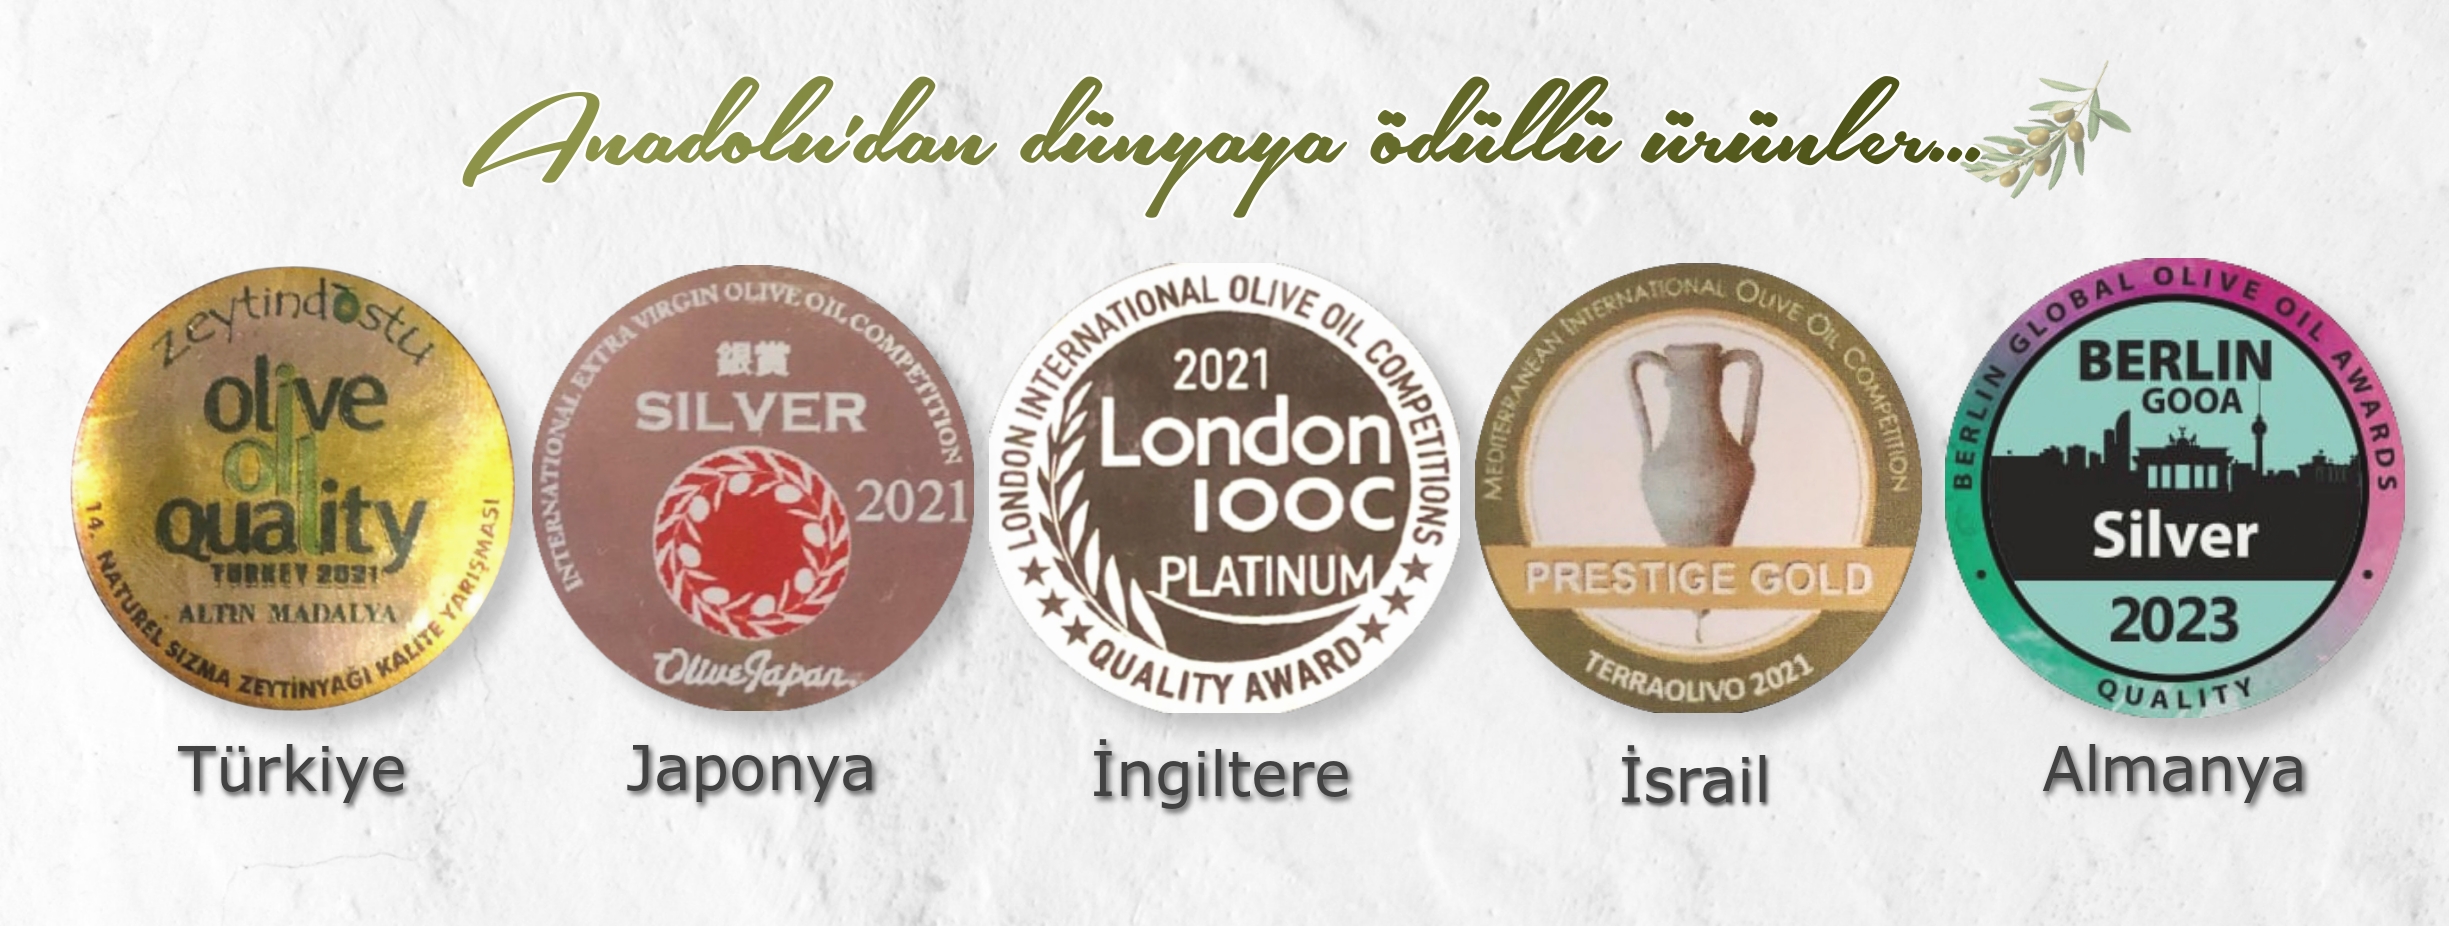 Anadolu'dan dünyaya ödüllü ürünler...
zeytindostu
olive
oil
quality
TURKEY 2021
ALTIN MADALYA
14. NATUREL SIZMA ZEYTİNYAĞI KALİTE YARIŞMASI
Türkiye
INTERNATIONAL EXTRA VIRGIN OLIVE OIL COMPETITION
銀賞
SILVER
2021
OliveJapan.
Japonya
LONDON INTERNATIONAL OLIVE OIL COMPETITIONS
2021
London
IOOC
PLATINUM
QUALITY AWARD
İngiltere
MEDITERRANEAN INTERNATIONAL OLIVE OIL COMPETITION
PRESTIGE GOLD
TERRAOLIVO 2021
İsrail
BERLIN GLOBAL OLIVE OIL AWARDS
BERLIN
GOOA
Silver
2023
QUALITY
Almanya